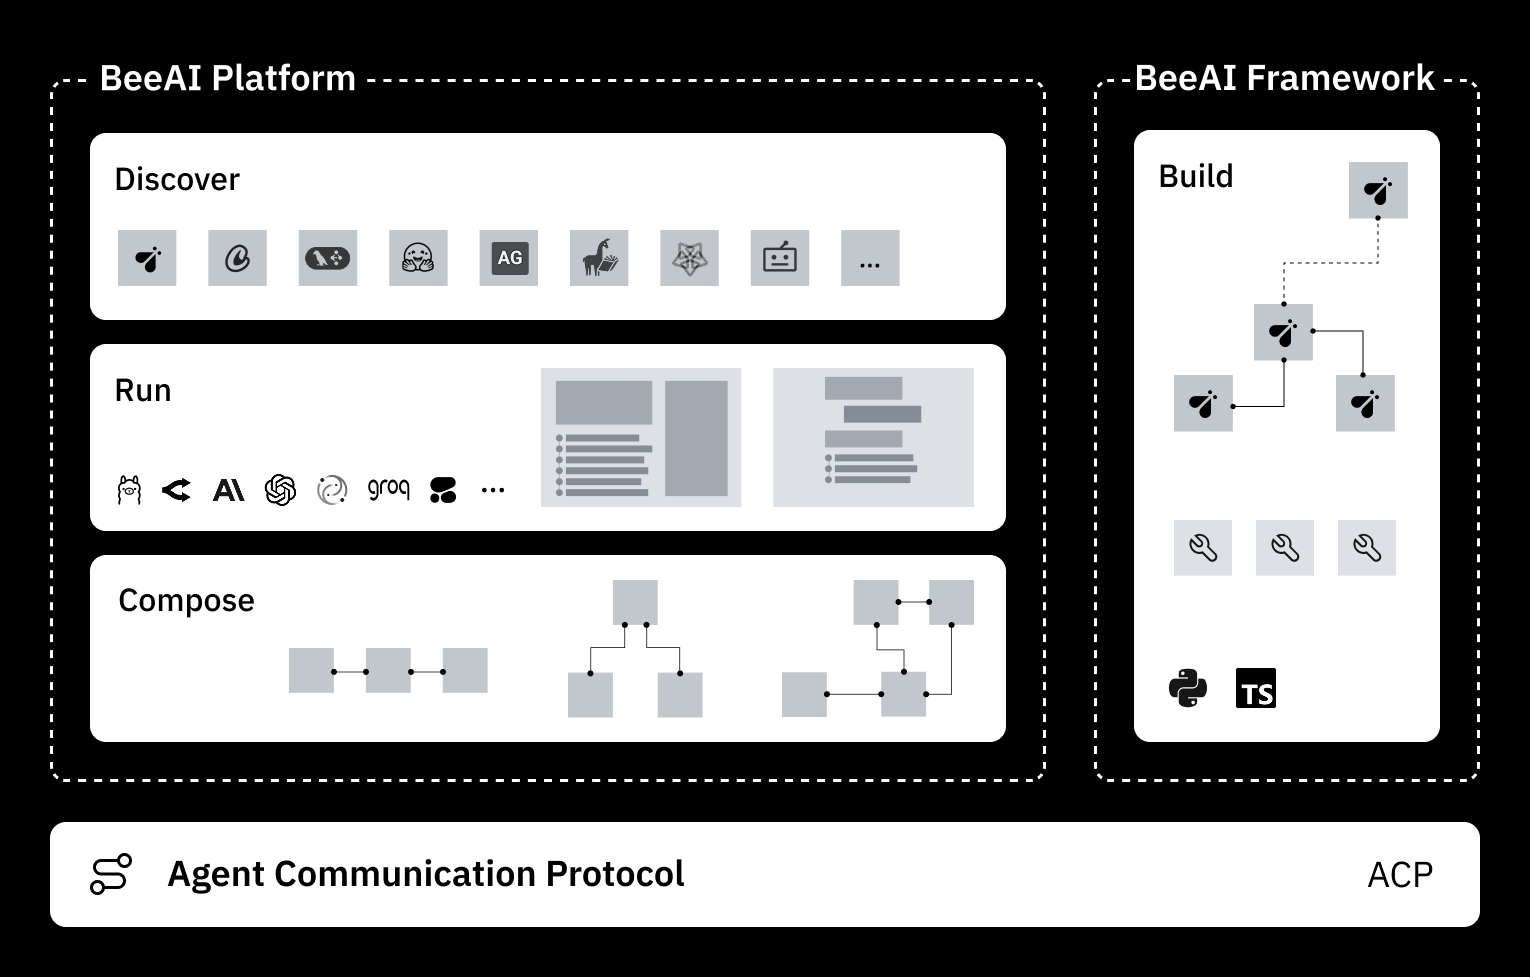 BeeAI Platform
Discover
AG
...
Run
A\
groq
...
Compose
BeeAI Framework
Build
TS
Agent Communication Protocol
ACP